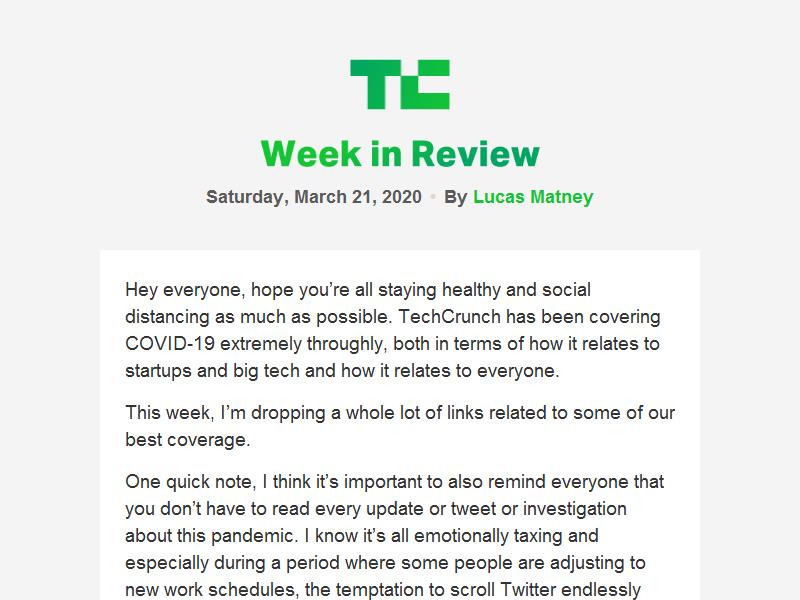 TC
Week in Review
Saturday, March 21, 2020 • By Lucas Matney
Hey everyone, hope you’re all staying healthy and social
distancing as much as possible. TechCrunch has been covering
COVID-19 extremely throughly, both in terms of how it relates to
startups and big tech and how it relates to everyone.
This week, I’m dropping a whole lot of links related to some of our
best coverage.
One quick note, I think it’s important to also remind everyone that
you don’t have to read every update or tweet or investigation
about this pandemic. I know it’s all emotionally taxing and
especially during a period where some people are adjusting to
new work schedules, the temptation to scroll Twitter endlessly